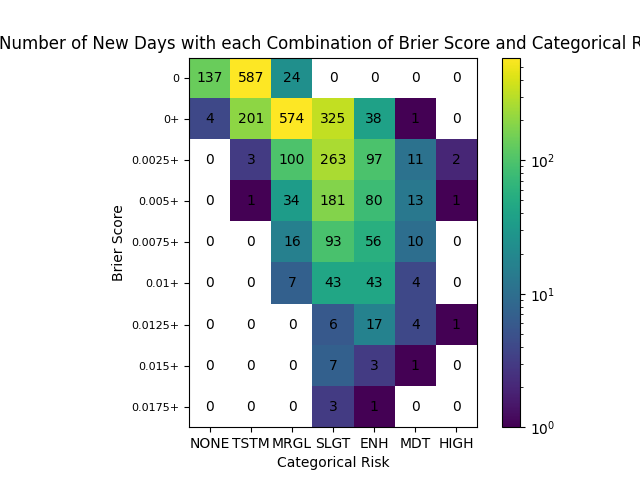 Number of New Days with each Combination of Brier Score and Categorical R
0 137 587 24 0 0 0 0
0+ 4 201 574 325 38 1 0
0.0025+ 0 3 100 263 97 11 2
0.005+ 0 1 34 181 80 13 1
0.0075+ 0 0 16 93 56 10 0
0.01+ 0 0 7 43 43 4 0
0.0125+ 0 0 0 6 17 4 1
0.015+ 0 0 0 7 3 1 0
0.0175+ 0 0 0 3 1 0 0
NONE TSTM MRGL SLGT ENH MDT HIGH
Categorical Risk
Brier Score
10²
10¹
10⁰